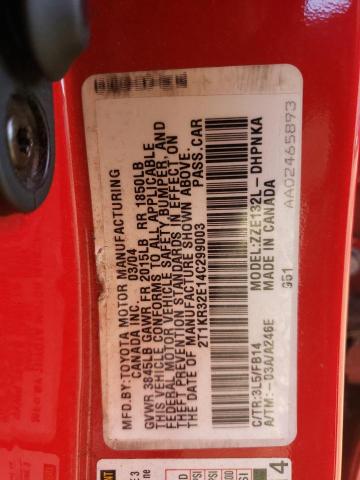 MFD.BY:TOYOTA MOTOR MANUFACTURING
CANADA INC. 03/04
GVWR 3845LB GAWR FR 2015LB RR 1850LB
THIS VEHICLE CONFORMS TO ALL APPLICABLE
FEDERAL MOTOR VEHICLE SAFETY, BUMPER, AND
THEFT PREVENTION STANDARDS IN EFFECT ON
THE DATE OF MANUFACTURE SHOWN ABOVE.
2T1KR32E14C299003 PASS.CAR
C/TR:3L5/FB14 MODEL:ZZE132L-DHPNKA
A/TM:-03A/A246E MADE IN CANADA
G51
AA02465893